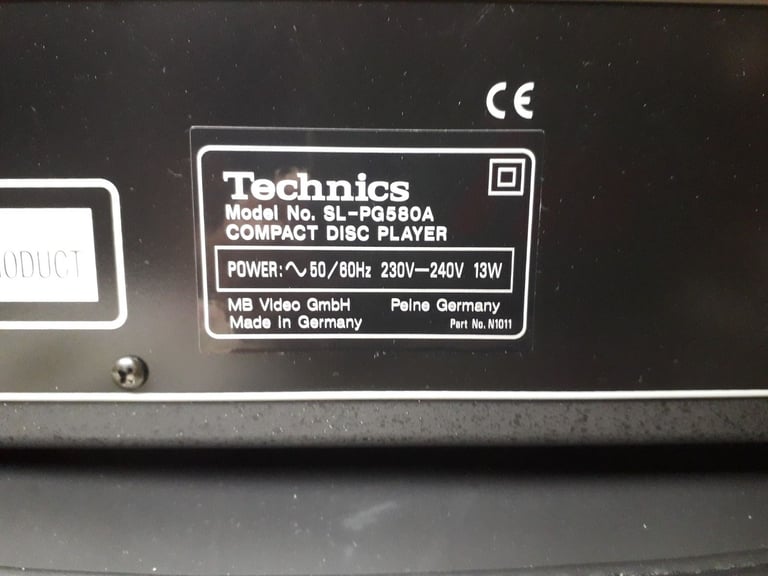 CE
Technics
Model No. SL-PG580A
COMPACT DISC PLAYER
POWER:∿50/60Hz 230V—240V 13W
MB Video GmbH Peine Germany
Made in Germany Part No. N1011
ODUCT